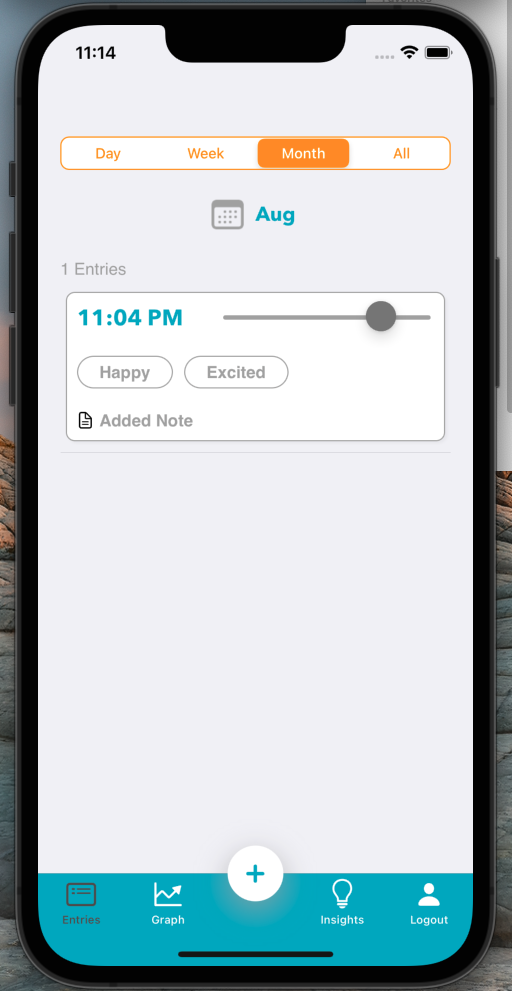 11:14
Day Week Month All
Aug
1 Entries
11:04 PM
Happy Excited
Added Note
+
Entries Graph Insights Logout